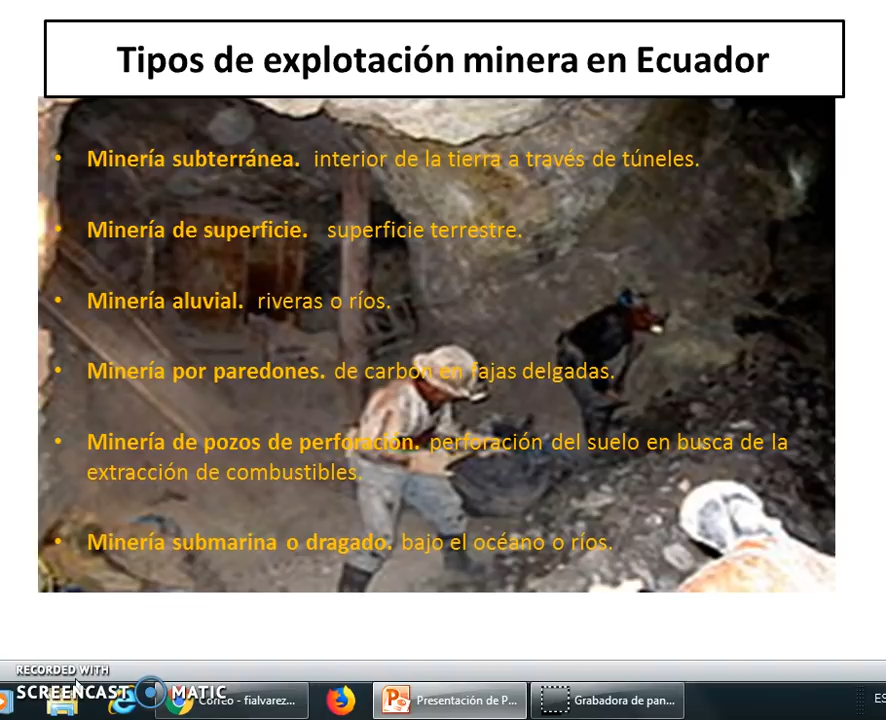 Tipos de explotación minera en Ecuador
• Minería subterránea. interior de la tierra a través de túneles.
• Minería de superficie. superficie terrestre.
• Minería aluvial. riveras o ríos.
• Minería por paredones. de carbón en fajas delgadas.
• Minería de pozos de perforación. perforación del suelo en busca de la
extracción de combustibles.
• Minería submarina o dragado. bajo el océano o ríos.
RECORDED WITH
SCREENCAST MATIC
Correo - fialvarez...
Presentación de P...
Grabadora de pan...
ES